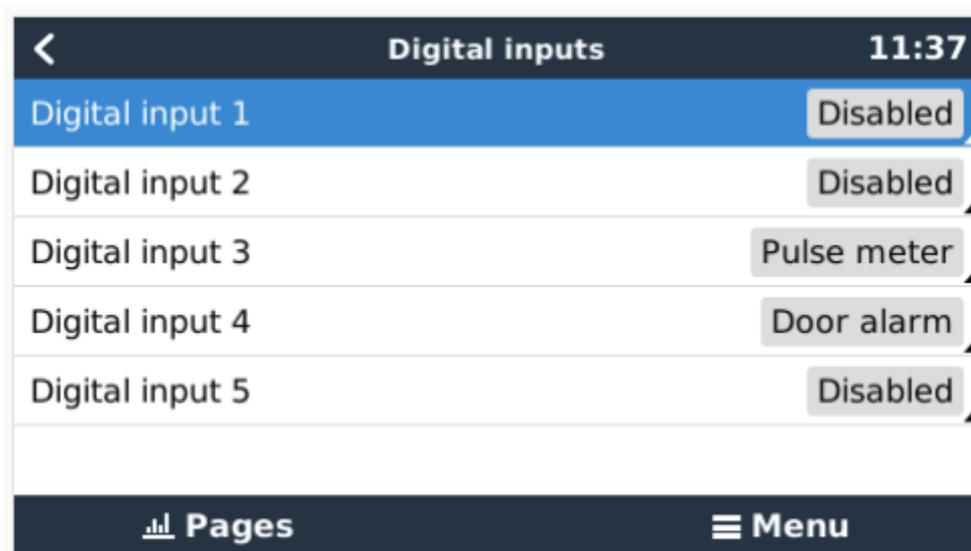 Digital inputs 11:37
Digital input 1 Disabled
Digital input 2 Disabled
Digital input 3 Pulse meter
Digital input 4 Door alarm
Digital input 5 Disabled
Pages Menu